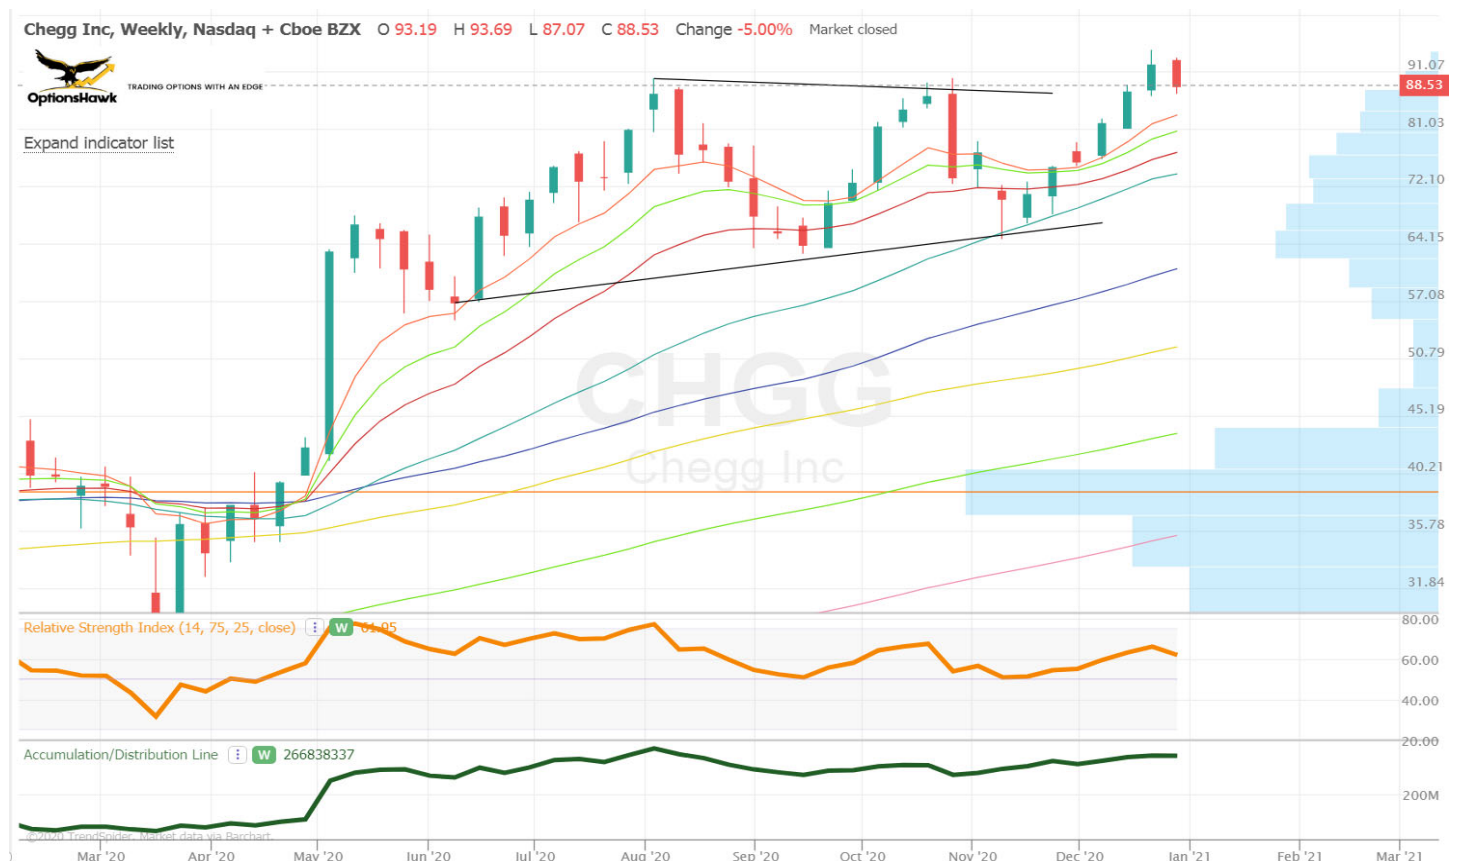 Chegg Inc, Weekly, Nasdaq + Cboe BZX O 93.19 H 93.69 L 87.07 C 88.53 Change -5.00% Market closed
OptionsHawk
TRADING OPTIONS WITH AN EDGE
Expand indicator list
91.07
88.53
81.03
72.10
64.15
57.08
50.79
45.19
40.21
35.78
31.84
CHGG
Chegg Inc
Relative Strength Index (14, 75, 25, close) W 61.95
80.00
60.00
40.00
20.00
Accumulation/Distribution Line W 266838337
200M
©2020 TrendSpider. Market data via Barchart.
Mar '20 Apr '20 May '20 Jun '20 Jul '20 Aug '20 Sep '20 Oct '20 Nov '20 Dec '20 Jan '21 Feb '21 Mar '21